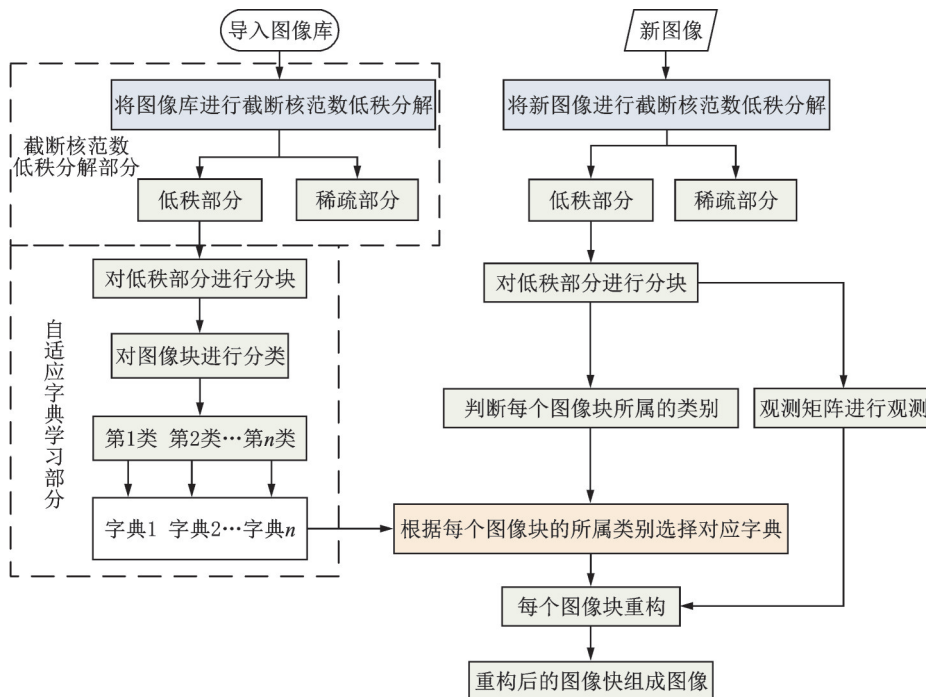 导入图像库
将图像库进行截断核范数低秩分解
截断核范数
低秩分解部分
低秩部分
稀疏部分
对低秩部分进行分块
对图像块进行分类
第1类 第2类…第n类
字典1 字典2…字典n
自适应字典学习部分
新图像
将新图像进行截断核范数低秩分解
低秩部分
稀疏部分
对低秩部分进行分块
判断每个图像块所属的类别
观测矩阵进行观测
根据每个图像块的所属类别选择对应字典
每个图像块重构
重构后的图像快组成图像